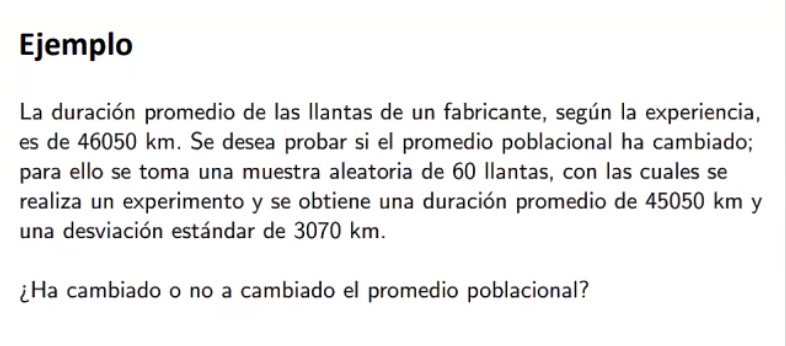 Ejemplo
La duración promedio de las llantas de un fabricante, según la experiencia,
es de 46050 km. Se desea probar si el promedio poblacional ha cambiado;
para ello se toma una muestra aleatoria de 60 llantas, con las cuales se
realiza un experimento y se obtiene una duración promedio de 45050 km y
una desviación estándar de 3070 km.
¿Ha cambiado o no a cambiado el promedio poblacional?